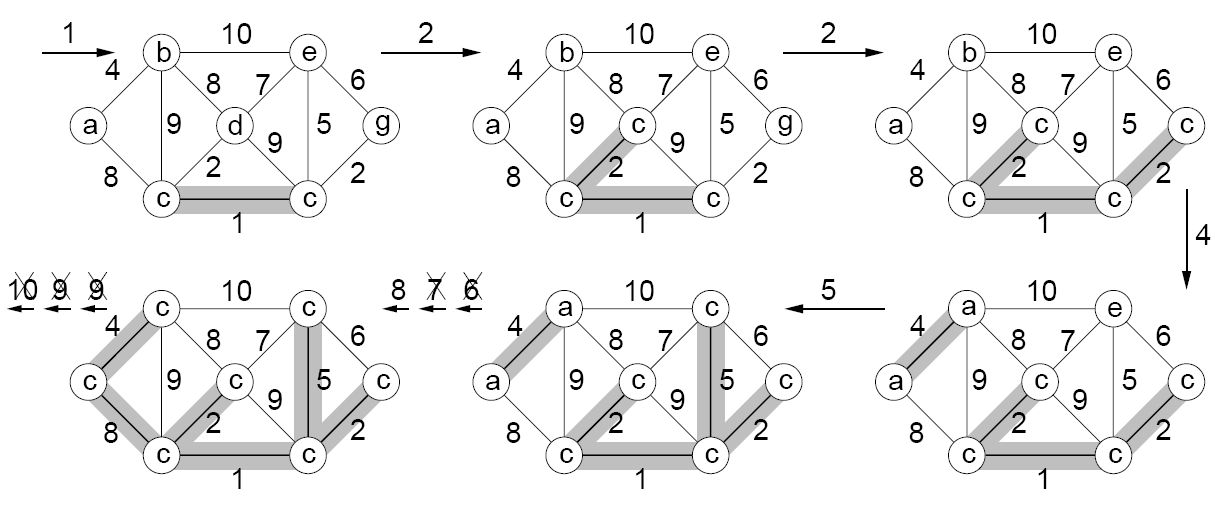 1 2 2
10 10 10
b e b e b e
4 8 7 6 4 8 7 6 4 8 7 6
a 9 d 5 g a 9 c 5 g a 9 c 5 c
9 9 9
8 2 2 8 2 2 8 2 2
c c c c c c
1 1 1
4
10 9 9 10 8 7 6 10 5 10
c c a c a e
4 8 7 6 4 8 7 6 4 8 7 6
c 9 c 5 c a 9 c 5 c a 9 c 5 c
9 9 9
8 2 2 8 2 2 8 2 2
c c c c c c
1 1 1